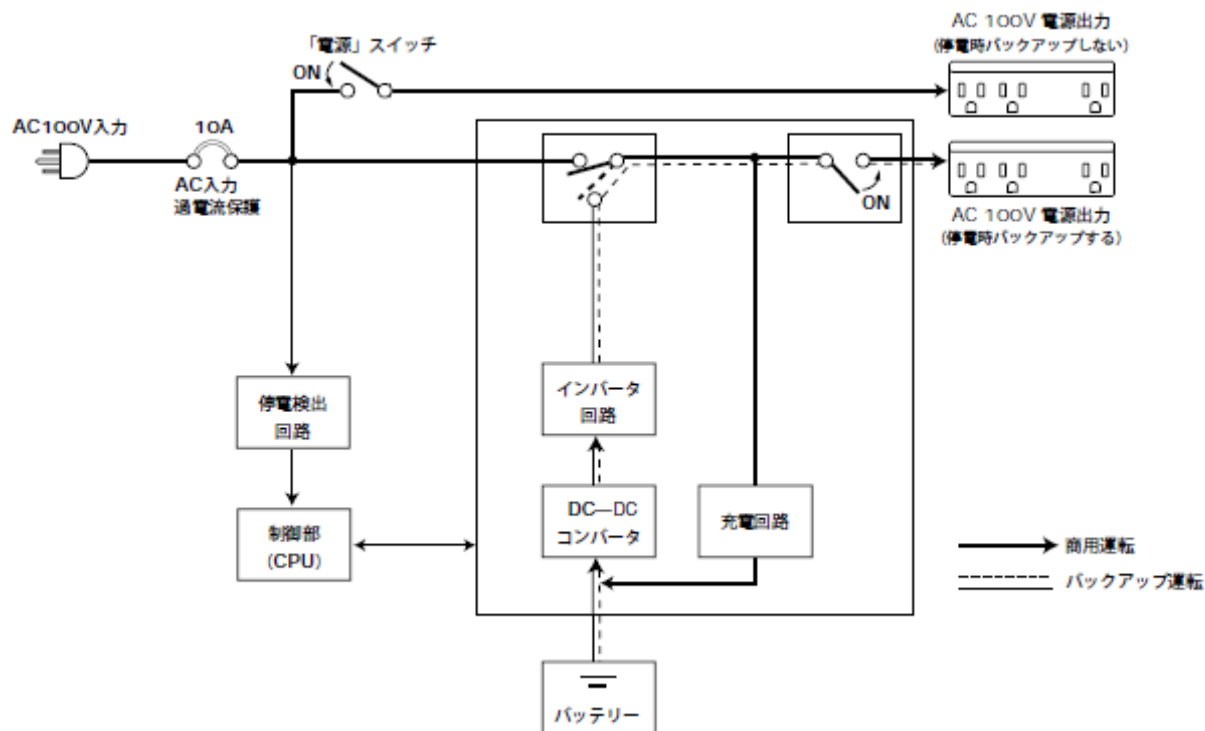 AC 100V 電源出力
(停電時バックアップしない)
「電源」スイッチ
ON
AC100V入力
10A
AC入力
過電流保護
ON
AC 100V 電源出力
(停電時バックアップする)
停電検出
回路
インバータ
回路
制御部
(CPU)
DC—DC
コンバータ
充電回路
商用運転
バックアップ運転
バッテリー